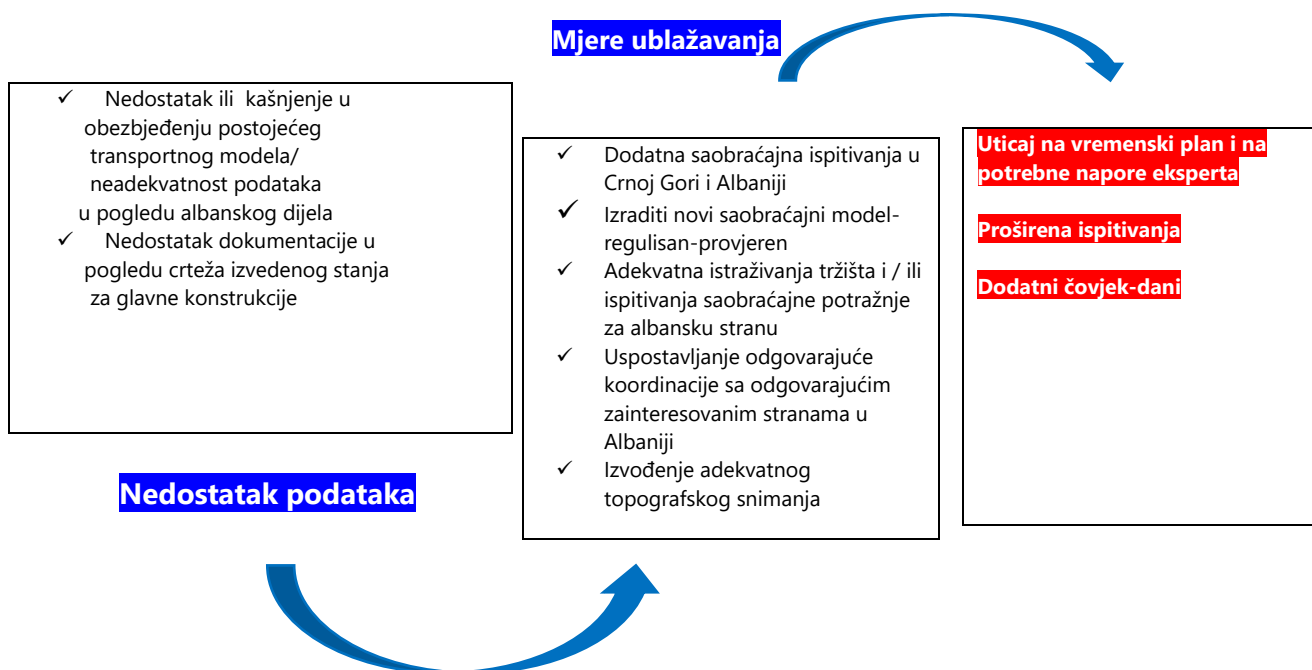 Mjere ublažavanja
✓ Nedostatak ili kašnjenje u
obezbjeđenju postojećeg
transportnog modela/
neadekvatnost podataka
u pogledu albanskog dijela
✓ Nedostatak dokumentacije u
pogledu crteža izvedenog stanja
za glavne konstrukcije
Nedostatak podataka
✓ Dodatna saobraćajna ispitivanja u
Crnoj Gori i Albaniji
✓ Izraditi novi saobraćajni model-
regulisan-provjeren
✓ Adekvatna istraživanja tržišta i / ili
ispitivanja saobraćajne potražnje
za albansku stranu
✓ Uspostavljanje odgovarajuće
koordinacije sa odgovarajućim
zainteresovanim stranama u
Albaniji
✓ Izvođenje adekvatnog
topografskog snimanja
Uticaj na vremenski plan i na
potrebne napore eksperta
Proširena ispitivanja
Dodatni čovjek-dani